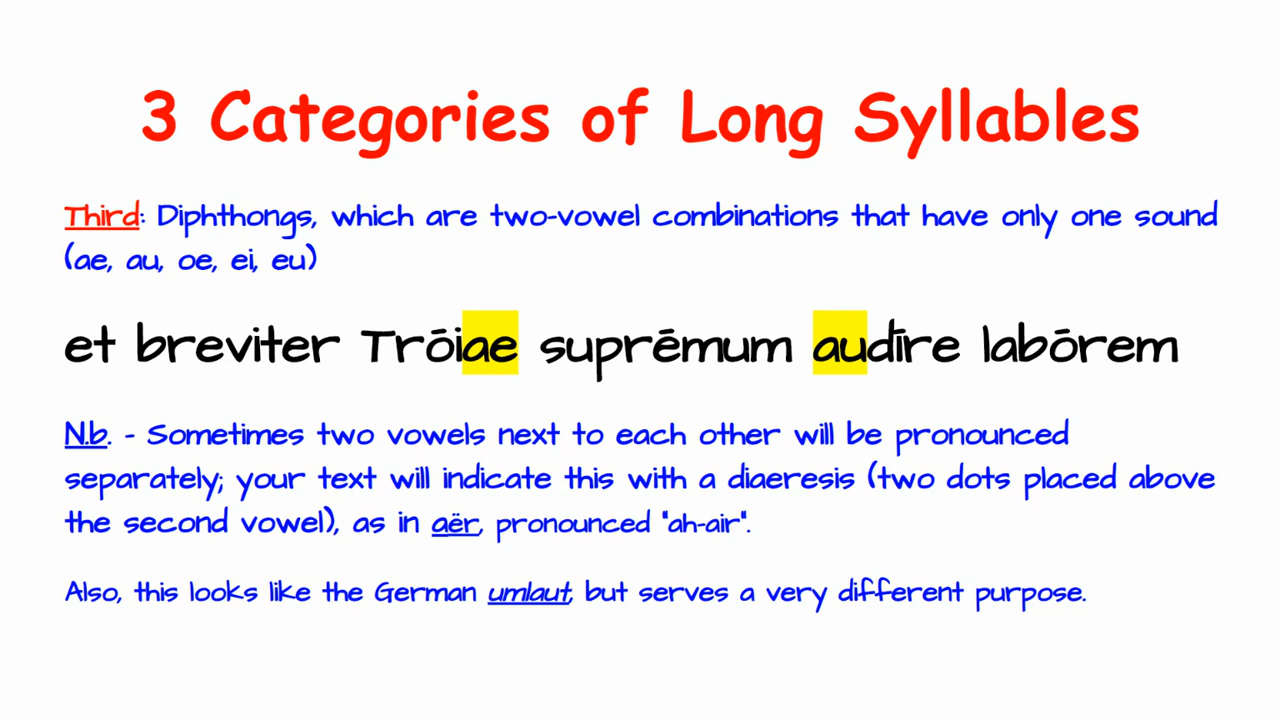 3 Categories of Long Syllables
Third: Diphthongs, which are two-vowel combinations that have only one sound
(ae, au, oe, ei, eu)
et breviter Trōiae suprēmum audīre labōrem
N.b. - Sometimes two vowels next to each other will be pronounced
separately; your text will indicate this with a diaeresis (two dots placed above
the second vowel), as in aër, pronounced "ah-air".
Also, this looks like the German umlaut, but serves a very different purpose.